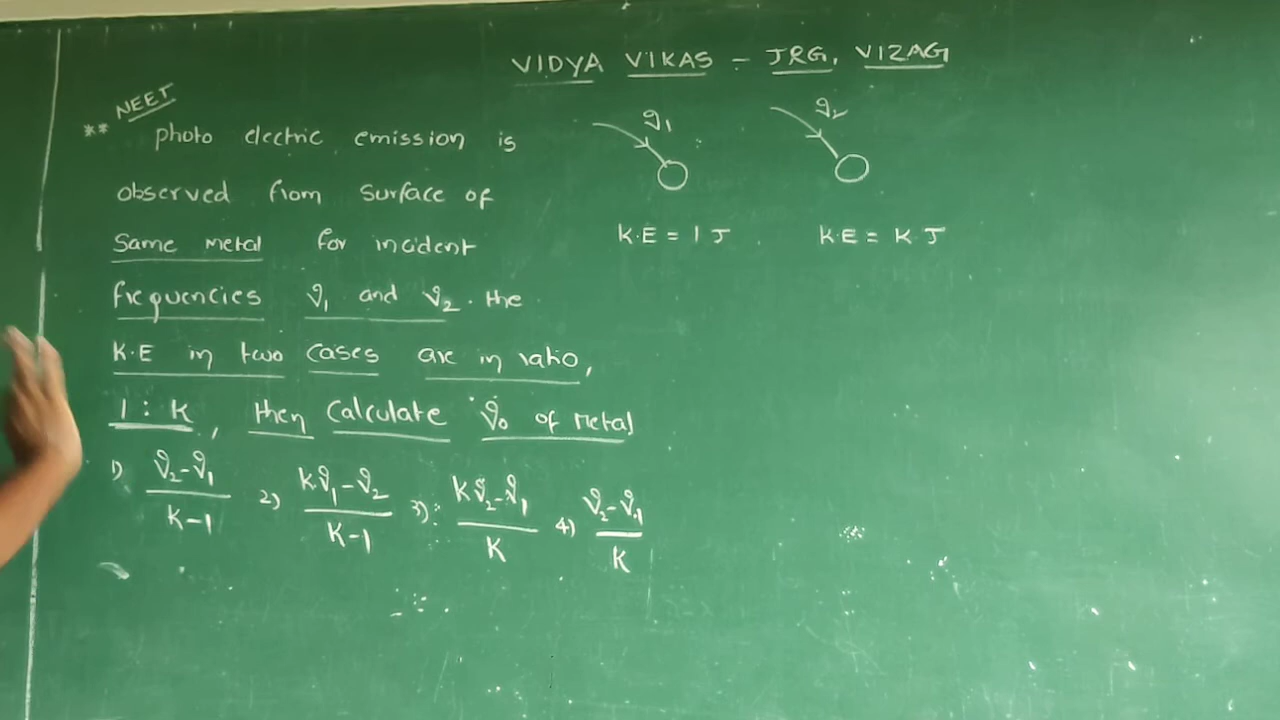 VIDYA VIKAS - JRG, VIZAG
** NEET
photo electric emission is
observed from surface of
same metal for incident
frequencies ϑ₁ and ϑ₂. the
K.E in two cases are in ratio,
1 : K, then calculate ϑ₀ of Metal
1) ϑ₂-ϑ₁ / K-1 2) Kϑ₁-ϑ₂ / K-1 3) Kϑ₂-ϑ₁ / K 4) ϑ₂-ϑ₁ / K
ϑ₁ ϑ₂
K.E = 1 J K.E = K J